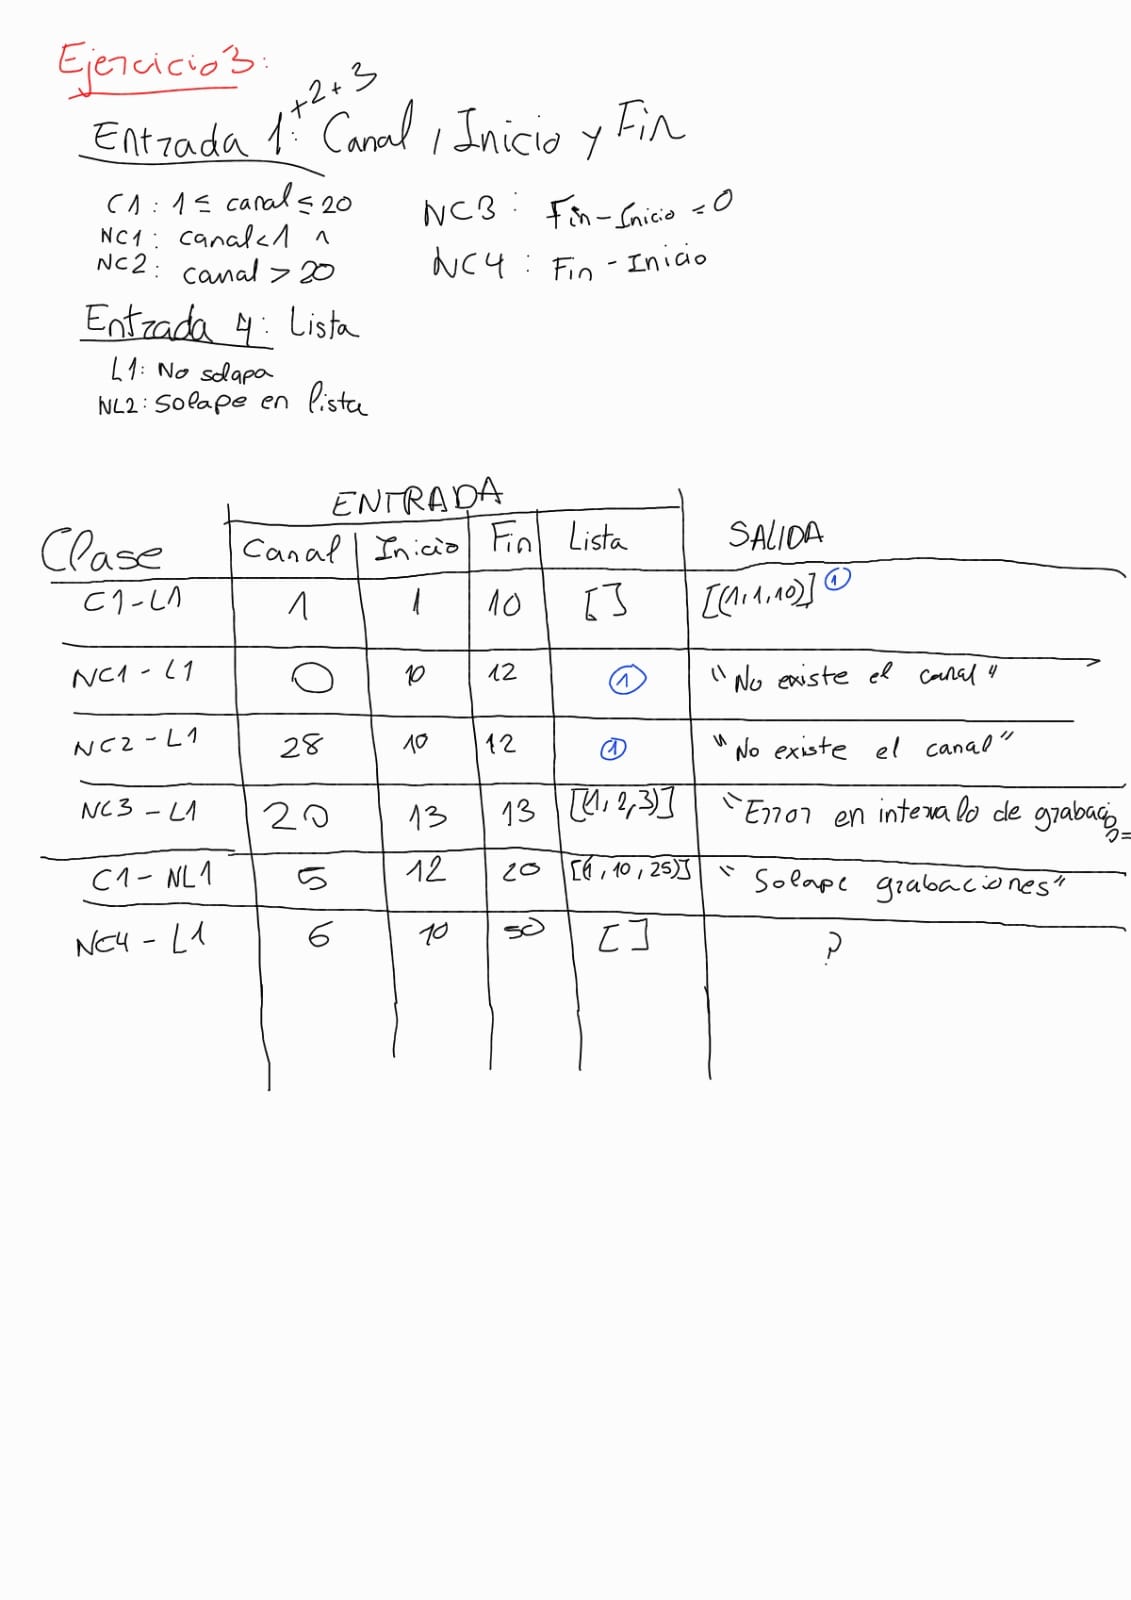 Ejercicio 3:
+2+3
Entrada 1: Canal, Inicio y Fin
C1: 1 ≤ canal ≤ 20
NC1: canal<1 ∧
NC2: canal > 20
NC3: Fin - Inicio = 0
NC4: Fin - Inicio
Entrada 4: Lista
L1: No solapa
NL2: Solape en lista
ENTRADA
Clase Canal Inicio Fin Lista SALIDA
C1-L1 1 1 10 [] [(1,1,10)] ①
NC1-L1 0 10 12 ① "No existe el canal"
NC2-L1 28 10 12 ① "No existe el canal"
NC3-L1 20 13 13 [(1,2,3)] "Error en intervalo de grabació
C1-NL1 5 12 20 10, 25)] "Solape grabaciones"
NC4-L1 6 10 50 [] ?